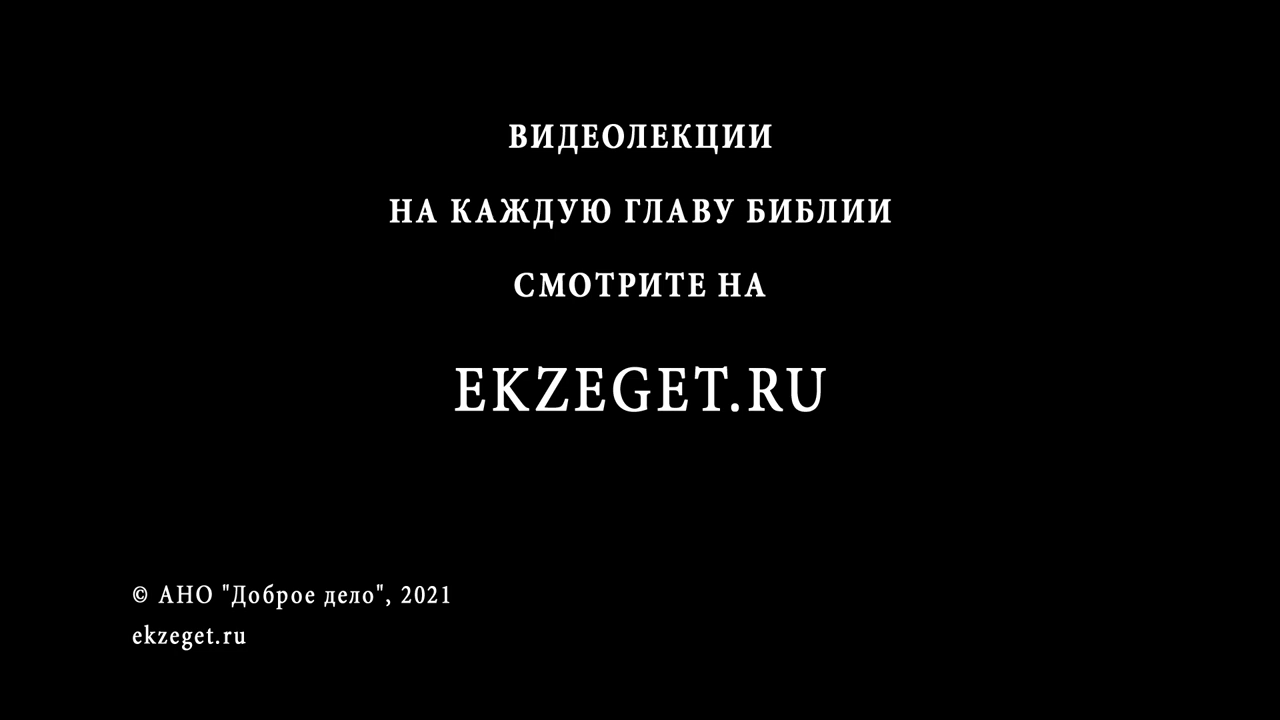 ВИДЕОЛЕКЦИИ
НА КАЖДУЮ ГЛАВУ БИБЛИИ
СМОТРИТЕ НА
EKZEGET.RU
© АНО "Доброе дело", 2021
ekzeget.ru